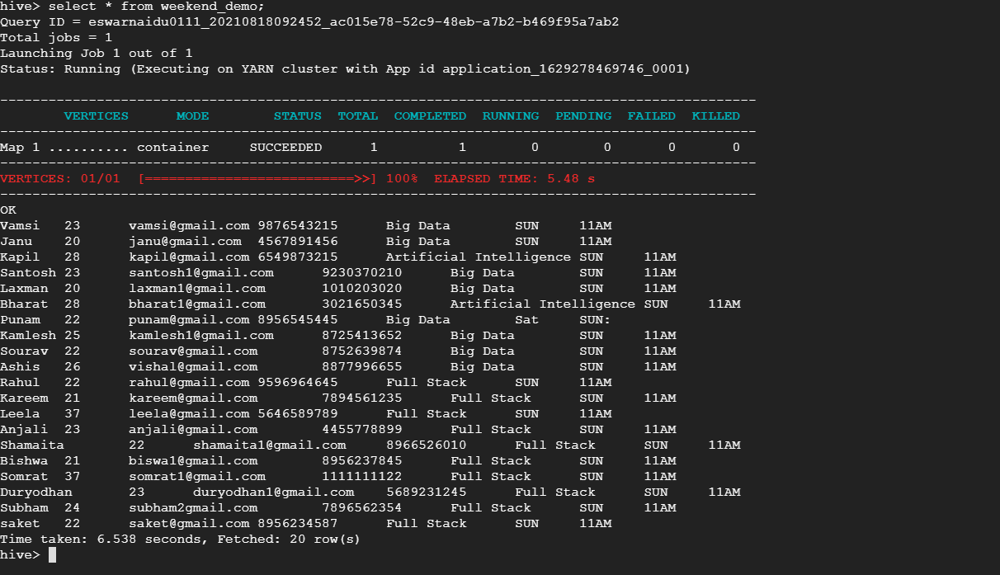 hive> select * from weekend_demo;
Query ID = eswarnaidu0111_20210818092452_ac015e78-52c9-48eb-a7b2-b469f95a7ab2
Total jobs = 1
Launching Job 1 out of 1
Status: Running (Executing on YARN cluster with App id application_1629278469746_0001)
----------------------------------------------------------------------------------------------
VERTICES MODE STATUS TOTAL COMPLETED RUNNING PENDING FAILED KILLED
----------------------------------------------------------------------------------------------
Map 1 .......... container SUCCEEDED 1 1 0 0 0 0
----------------------------------------------------------------------------------------------
VERTICES: 01/01 [==========================>>] 100% ELAPSED TIME: 5.48 s
----------------------------------------------------------------------------------------------
OK
Vamsi 23 vamsi@gmail.com 9876543215 Big Data SUN 11AM
Janu 20 janu@gmail.com 4567891456 Big Data SUN 11AM
Kapil 28 kapil@gmail.com 6549873215 Artificial Intelligence SUN 11AM
Santosh 23 santosh1@gmail.com 9230370210 Big Data SUN 11AM
Laxman 20 laxman1@gmail.com 1010203020 Big Data SUN 11AM
Bharat 28 bharat1@gmail.com 3021650345 Artificial Intelligence SUN 11AM
Punam 22 punam@gmail.com 8956545445 Big Data Sat SUN:
Kamlesh 25 kamlesh1@gmail.com 8725413652 Big Data SUN 11AM
Sourav 22 sourav@gmail.com 8752639874 Big Data SUN 11AM
Ashis 26 vishal@gmail.com 8877996655 Big Data SUN 11AM
Rahul 22 rahul@gmail.com 9596964645 Full Stack SUN 11AM
Kareem 21 kareem@gmail.com 7894561235 Full Stack SUN 11AM
Leela 37 leela@gmail.com 5646589789 Full Stack SUN 11AM
Anjali 23 anjali@gmail.com 4455778899 Full Stack SUN 11AM
Shamaita 22 shamaita1@gmail.com 8966526010 Full Stack SUN 11AM
Bishwa 21 biswa1@gmail.com 8956237845 Full Stack SUN 11AM
Somrat 37 somrat1@gmail.com 1111111122 Full Stack SUN 11AM
Duryodhan 23 duryodhan1@gmail.com 5689231245 Full Stack SUN 11AM
Subham 24 subham2gmail.com 7896562354 Full Stack SUN 11AM
saket 22 saket@gmail.com 8956234587 Full Stack SUN 11AM
Time taken: 6.538 seconds, Fetched: 20 row(s)
hive>